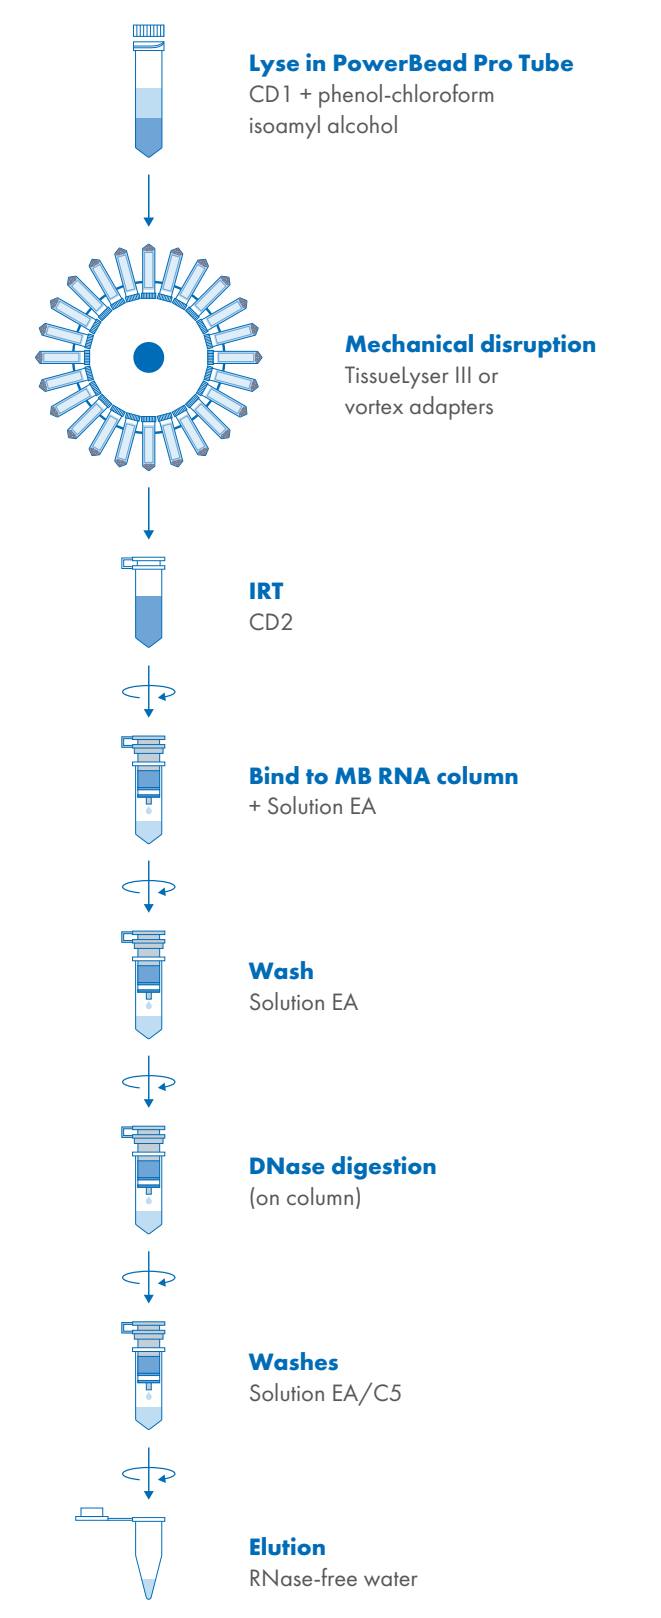 Lyse in PowerBead Pro Tube
CD1 + phenol-chloroform
isoamyl alcohol
Mechanical disruption
TissueLyser III or
vortex adapters
IRT
CD2
Bind to MB RNA column
+ Solution EA
Wash
Solution EA
DNase digestion
(on column)
Washes
Solution EA/C5
Elution
RNase-free water